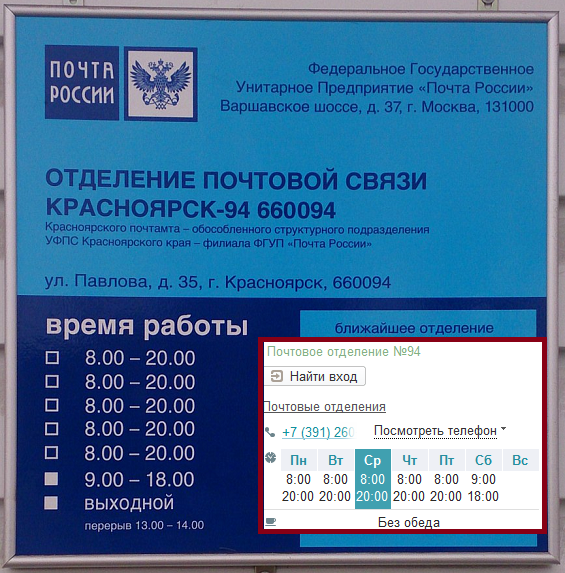 ПОЧТА
РОССИИ
Федеральное Государственное
Унитарное Предприятие «Почта России»
Варшавское шоссе, д. 37, г. Москва, 131000
ОТДЕЛЕНИЕ ПОЧТОВОЙ СВЯЗИ
КРАСНОЯРСК-94 660094
Красноярского почтамта – обособленного структурного подразделения
УФПС Красноярского края – филиала ФГУП «Почта России»
ул. Павлова, д. 35, г. Красноярск, 660094
время работы
8.00 – 20.00
8.00 – 20.00
8.00 – 20.00
8.00 – 20.00
8.00 – 20.00
9.00 – 18.00
ВЫХОДНОЙ
перерыв 13.00 – 14.00
ближайшее отделение
Почтовое отделение №94
Найти вход
Почтовые отделения
+7 (391) 260 Посмотреть телефон
Пн Вт Ср Чт Пт Сб Вс
8:00 8:00 8:00 8:00 8:00 9:00
20:00 20:00 20:00 20:00 20:00 18:00
Без обеда